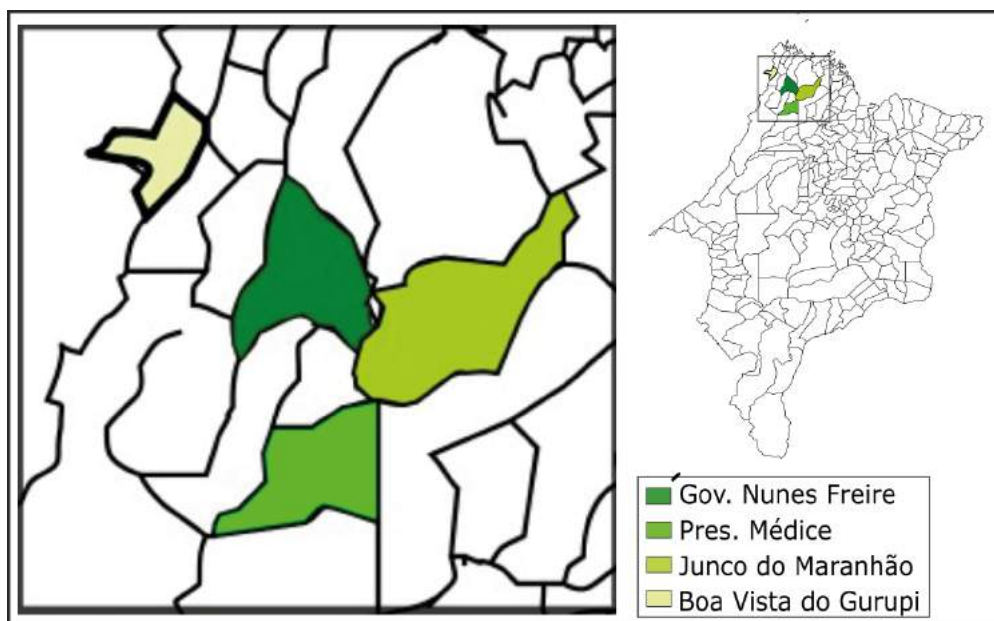 Gov. Nunes Freire
Pres. Médice
Junco do Maranhão
Boa Vista do Gurupi